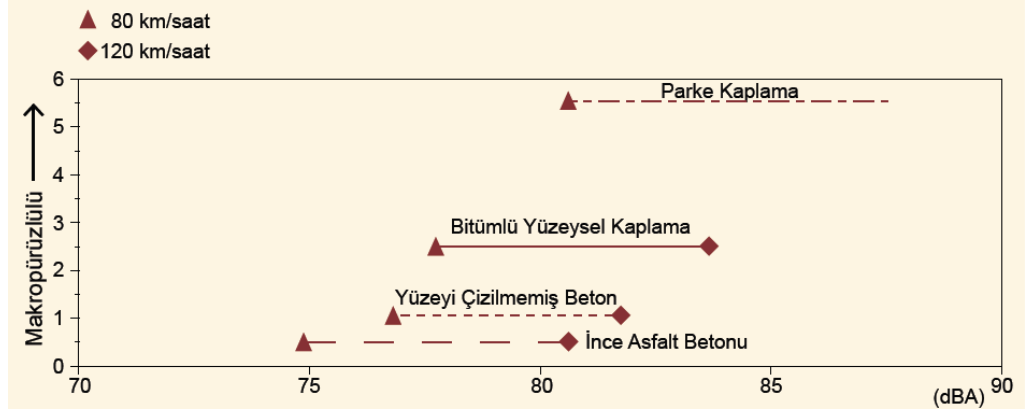 80 km/saat
120 km/saat
Makropürüzlülü
6
5
4
3
2
1
0
Parke Kaplama
Bitümlü Yüzeysel Kaplama
Yüzeyi Çizilmemiş Beton
İnce Asfalt Betonu
70 75 80 85 90
(dBA)